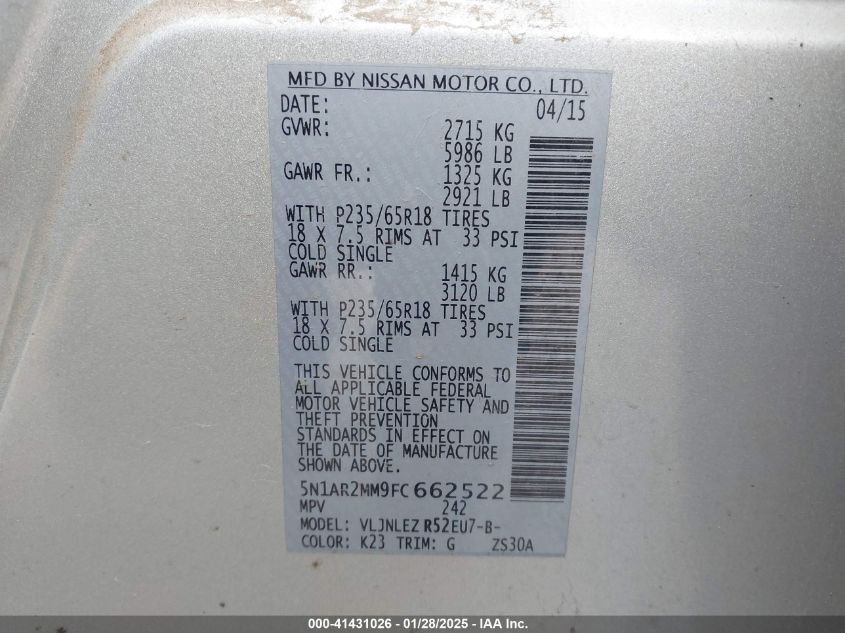 MFD BY NISSAN MOTOR CO., LTD.
DATE: 04/15
GVWR: 2715 KG
5986 LB
GAWR FR.: 1325 KG
2921 LB
WITH P235/65R18 TIRES
18 X 7.5 RIMS AT 33 PSI
COLD SINGLE
GAWR RR.: 1415 KG
3120 LB
WITH P235/65R18 TIRES
18 X 7.5 RIMS AT 33 PSI
COLD SINGLE
THIS VEHICLE CONFORMS TO
ALL APPLICABLE FEDERAL
MOTOR VEHICLE SAFETY AND
THEFT PREVENTION
STANDARDS IN EFFECT ON
THE DATE OF MANUFACTURE
SHOWN ABOVE.
5N1AR2MM9FC662522
MPV 242
MODEL: VLJNLEZ R52EU7-B-
COLOR: K23 TRIM: G ZS30A
000-41431026 | 01/28/2025 - IAA Inc.